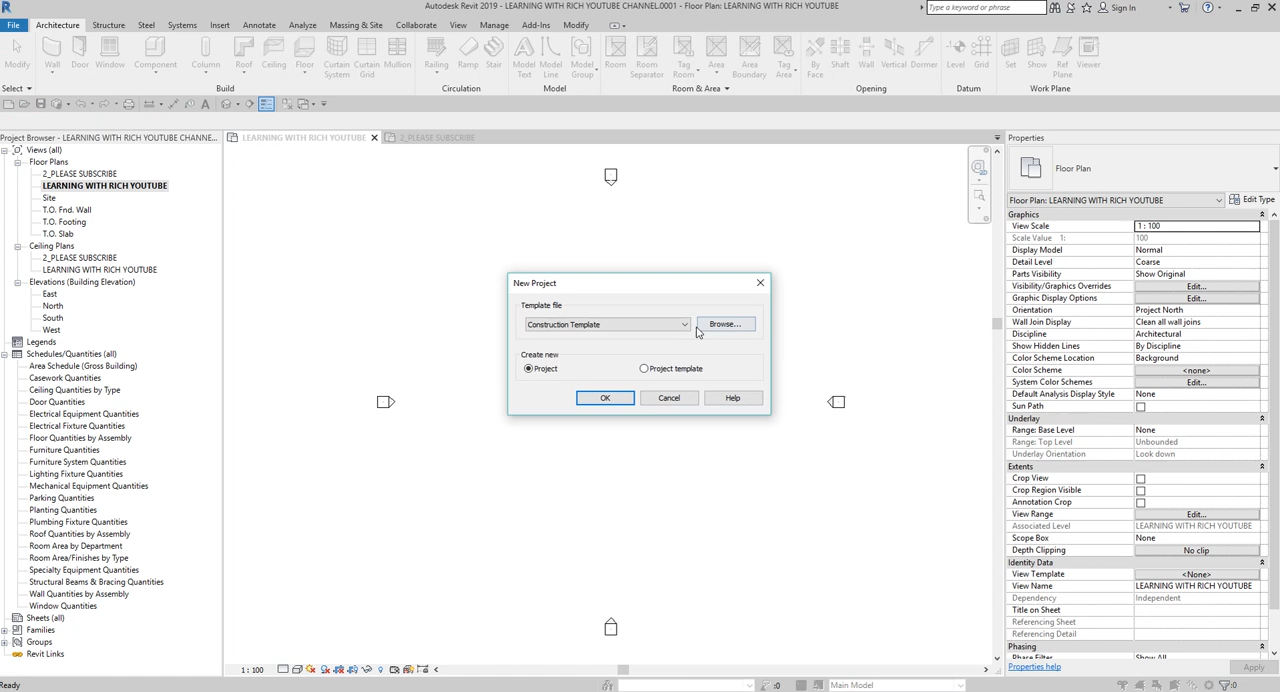 Autodesk Revit 2019 - LEARNING WITH RICH YOUTUBE CHANNEL.0001 - Floor Plan: LEARNING WITH RICH YOUTUBE
Type a keyword or phrase
Sign In
File Architecture Structure Steel Systems Insert Annotate Analyze Massing & Site Collaborate View Manage Add-Ins Modify
Modify Wall Door Window Component Column Roof Ceiling Floor Curtain System Curtain Grid Mullion Railing Ramp Stair Model Text Model Line Model Group Room Room Separator Tag Room Area Area Boundary Tag Area By Face Shaft Wall Vertical Dormer Level Grid Set Show Ref Plane Viewer
Select Build Circulation Model Room & Area Opening Datum Work Plane
Project Browser - LEARNING WITH RICH YOUTUBE CHANNE...
Views (all)
Floor Plans
2_PLEASE SUBSCRIBE
LEARNING WITH RICH YOUTUBE
Site
T.O. Fnd. Wall
T.O. Footing
T.O. Slab
Ceiling Plans
2_PLEASE SUBSCRIBE
LEARNING WITH RICH YOUTUBE
Elevations (Building Elevation)
East
North
South
West
Legends
Schedules/Quantities (all)
Area Schedule (Gross Building)
Casework Quantities
Ceiling Quantities by Type
Door Quantities
Electrical Equipment Quantities
Electrical Fixture Quantities
Floor Quantities by Assembly
Furniture Quantities
Furniture System Quantities
Lighting Fixture Quantities
Mechanical Equipment Quantities
Parking Quantities
Planting Quantities
Plumbing Fixture Quantities
Roof Quantities by Assembly
Room Area by Department
Room Area/Finishes by Type
Specialty Equipment Quantities
Structural Beams & Bracing Quantities
Wall Quantities by Assembly
Window Quantities
Sheets (all)
Families
Groups
Revit Links
LEARNING WITH RICH YOUTUBE
2_PLEASE SUBSCRIBE
New Project
Template file
Construction Template
Browse...
Create new
Project
Project template
OK
Cancel
Help
1 : 100
Properties
Floor Plan
Floor Plan: LEARNING WITH RICH YOUTUBE
Edit Type
Graphics
View Scale 1 : 100
Scale Value 1: 100
Display Model Normal
Detail Level Coarse
Parts Visibility Show Original
Visibility/Graphics Overrides Edit...
Graphic Display Options Edit...
Orientation Project North
Wall Join Display Clean all wall joins
Discipline Architectural
Show Hidden Lines By Discipline
Color Scheme Location Background
Color Scheme <none>
System Color Schemes Edit...
Default Analysis Display Style None
Sun Path
Underlay
Range: Base Level None
Range: Top Level Unbounded
Underlay Orientation Look down
Extents
Crop View
Crop Region Visible
Annotation Crop
View Range Edit...
Associated Level LEARNING WITH RICH YOUTUBE
Scope Box None
Depth Clipping No clip
Identity Data
View Template <None>
View Name LEARNING WITH RICH YOUTUBE
Dependency Independent
Title on Sheet
Referencing Sheet
Referencing Detail
Phasing
Phase Filter Show All
Properties help
Apply
Ready
:0
Main Model
:0